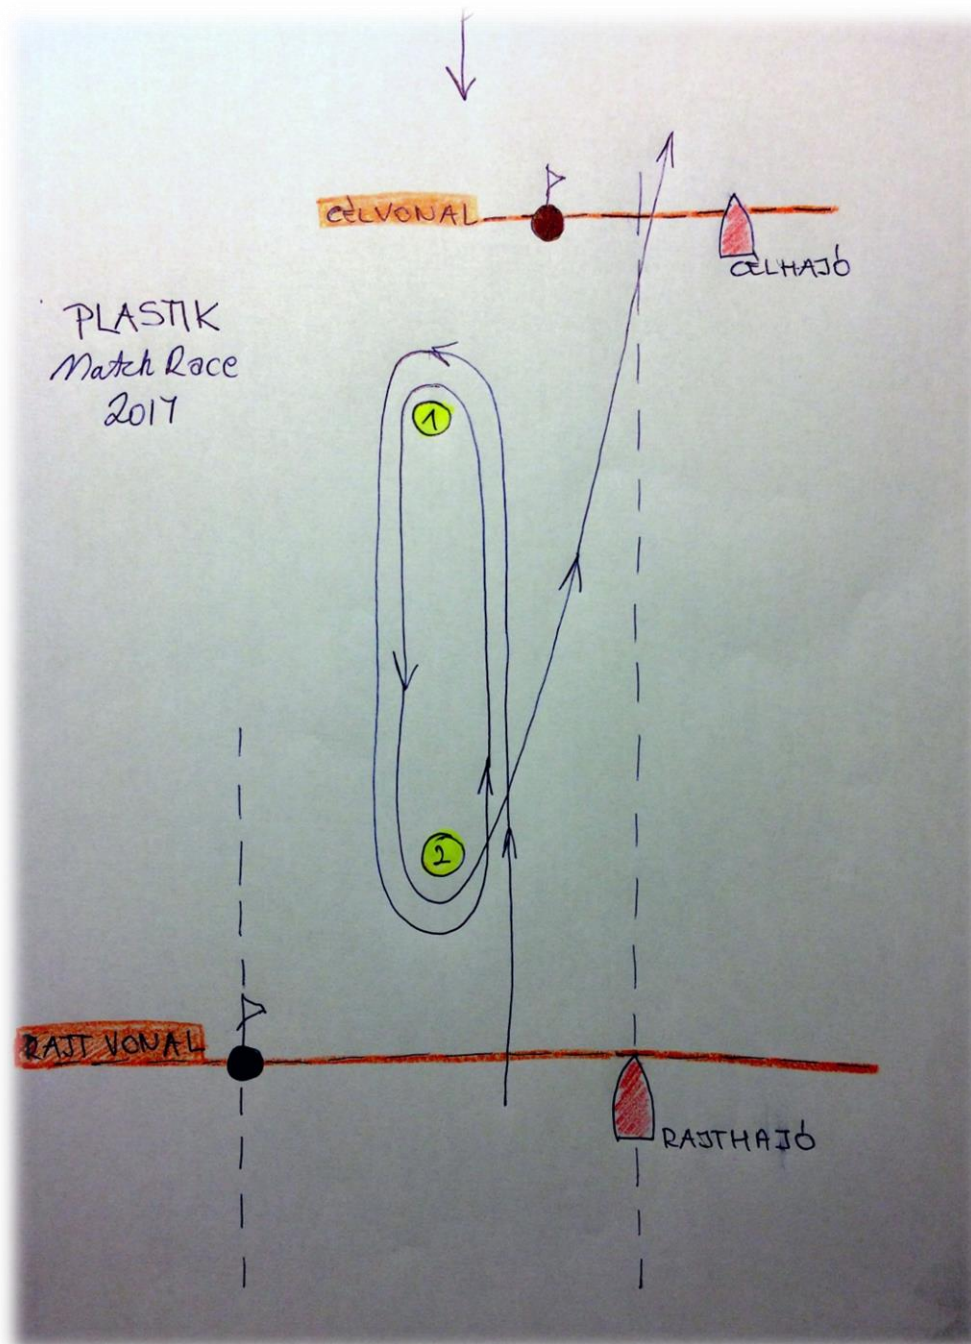 CÉLVONAL
CÉLHAJÓ
PLASTIK
Match Race
2017
1
2
RAJT VONAL
RAJTHAJÓ